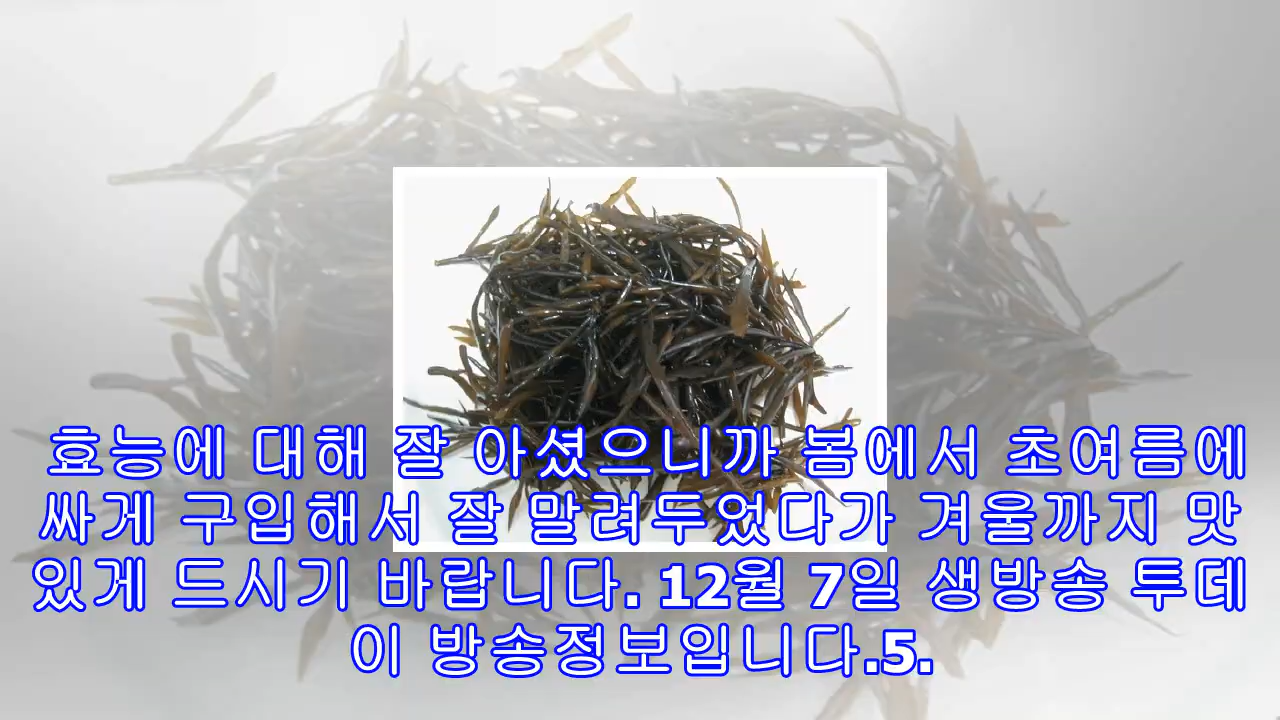 효능에 대해 잘 아셨으니까 봄에서 초여름에
싸게 구입해서 잘 말려두었다가 겨울까지 맛
있게 드시기 바랍니다. 12월 7일 생방송 투데
이 방송정보입니다.5.